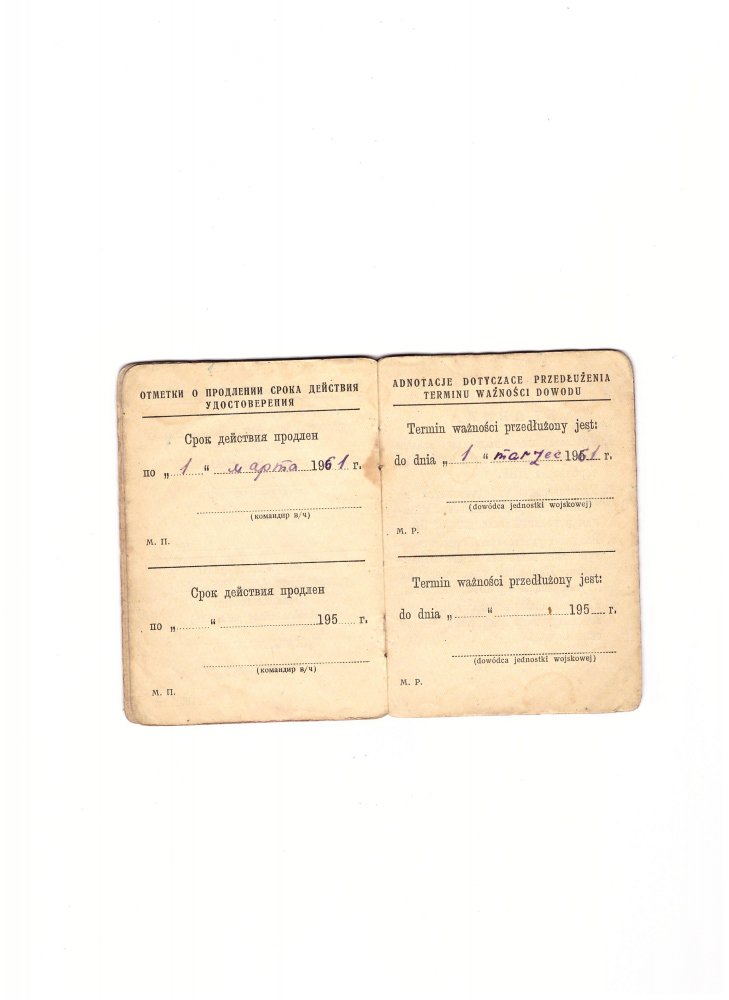 ОТМЕТКИ О ПРОДЛЕНИИ СРОКА ДЕЙСТВИЯ
УДОСТОВЕРЕНИЯ
Срок действия продлен
по „ 1 “ марта 1961 г.
(командир в/ч)
М. П.
Срок действия продлен
по „ “ 195 г.
(командир в/ч)
М. П.
ADNOTACJE DOTYCZACE PRZEDŁUŻENIA
TERMINU WAŻNOŚCI DOWODU
Termin ważności przedłużony jest:
do dnia „ 1 “ marzec 1961 r.
(dowódca jednostki wojskowej)
M. P.
Termin ważności przedłużony jest:
do dnia „ “ 195 r.
(dowódca jednostki wojskowej)
M. P.